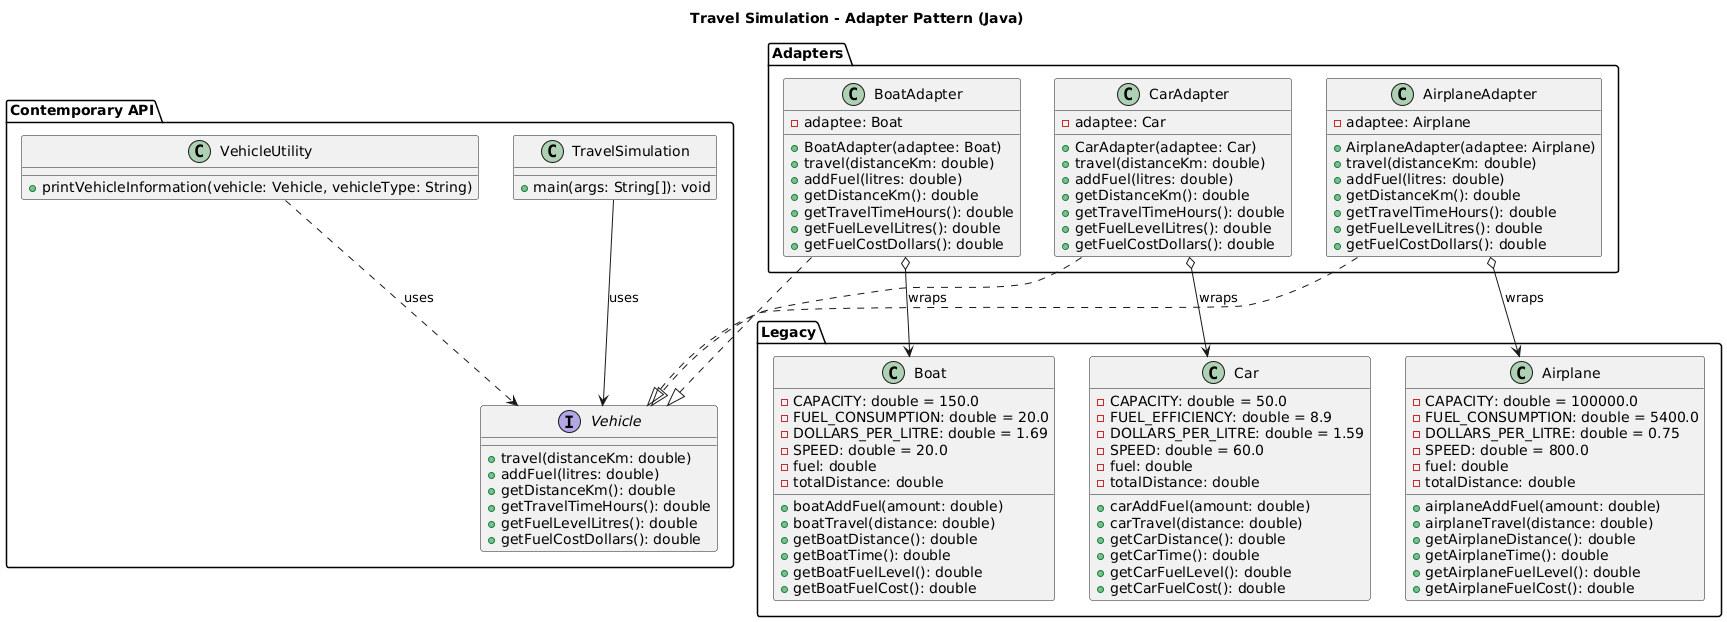 Travel Simulation - Adapter Pattern (Java)
Adapters
C BoatAdapter
adaptee: Boat
BoatAdapter(adaptee: Boat)
travel(distanceKm: double)
addFuel(litres: double)
getDistanceKm(): double
getTravelTimeHours(): double
getFuelLevelLitres(): double
getFuelCostDollars(): double
C CarAdapter
adaptee: Car
CarAdapter(adaptee: Car)
travel(distanceKm: double)
addFuel(litres: double)
getDistanceKm(): double
getTravelTimeHours(): double
getFuelLevelLitres(): double
getFuelCostDollars(): double
C AirplaneAdapter
adaptee: Airplane
AirplaneAdapter(adaptee: Airplane)
travel(distanceKm: double)
addFuel(litres: double)
getDistanceKm(): double
getTravelTimeHours(): double
getFuelLevelLitres(): double
getFuelCostDollars(): double
Contemporary API
C VehicleUtility
printVehicleInformation(vehicle: Vehicle, vehicleType: String)
C TravelSimulation
main(args: String[]): void
uses
uses
wraps
wraps
wraps
I Vehicle
travel(distanceKm: double)
addFuel(litres: double)
getDistanceKm(): double
getTravelTimeHours(): double
getFuelLevelLitres(): double
getFuelCostDollars(): double
Legacy
C Boat
CAPACITY: double = 150.0
FUEL_CONSUMPTION: double = 20.0
DOLLARS_PER_LITRE: double = 1.69
SPEED: double = 20.0
fuel: double
totalDistance: double
boatAddFuel(amount: double)
boatTravel(distance: double)
getBoatDistance(): double
getBoatTime(): double
getBoatFuelLevel(): double
getBoatFuelCost(): double
C Car
CAPACITY: double = 50.0
FUEL_EFFICIENCY: double = 8.9
DOLLARS_PER_LITRE: double = 1.59
SPEED: double = 60.0
fuel: double
totalDistance: double
carAddFuel(amount: double)
carTravel(distance: double)
getCarDistance(): double
getCarTime(): double
getCarFuelLevel(): double
getCarFuelCost(): double
C Airplane
CAPACITY: double = 100000.0
FUEL_CONSUMPTION: double = 5400.0
DOLLARS_PER_LITRE: double = 0.75
SPEED: double = 800.0
fuel: double
totalDistance: double
airplaneAddFuel(amount: double)
airplaneTravel(distance: double)
getAirplaneDistance(): double
getAirplaneTime(): double
getAirplaneFuelLevel(): double
getAirplaneFuelCost(): double